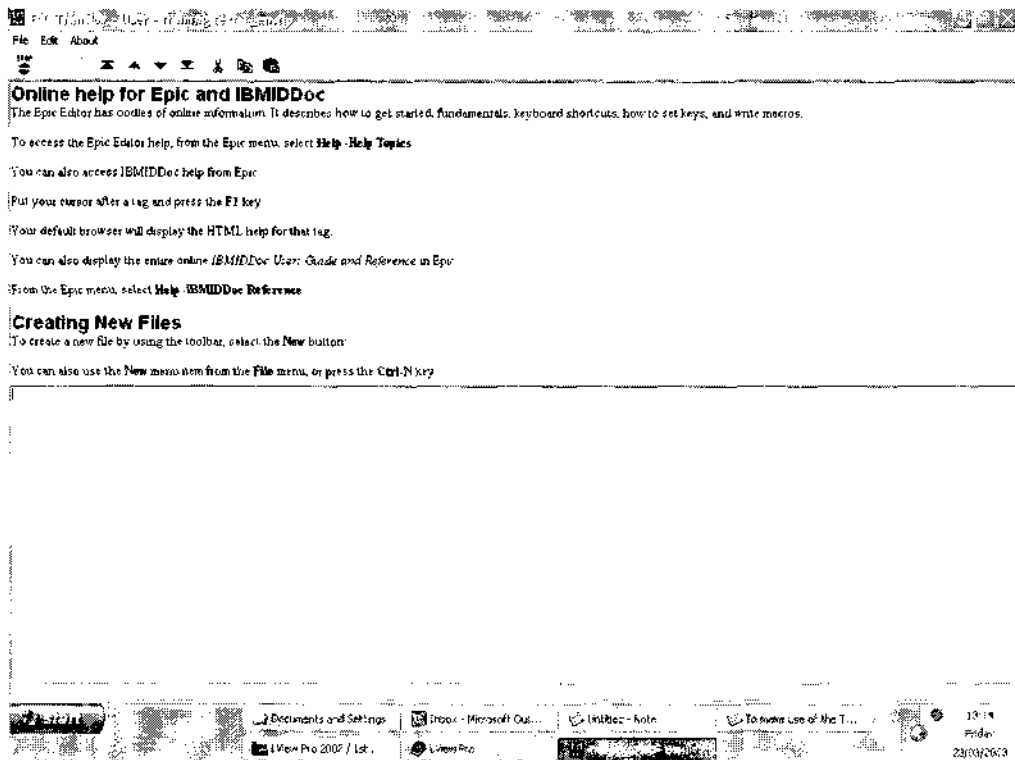 File Edit About
Online help for Epic and IBMIDDoc
The Epic Editor has oodles of online information. It describes how to get started, fundamentals, keyboard shortcuts, how to set keys, and write macros.
To access the Epic Editor help, from the Epic menu, select Help -Help Topics
You can also access IBMIDDoc help from Epic
Put your cursor after a tag and press the F1 key
Your default browser will display the HTML help for that tag.
You can also display the entire online IBMIDDoc User: Guide and Reference in Epic
From the Epic menu, select Help -IBMIDDoc Reference
Creating New Files
To create a new file by using the toolbar, select the New button
You can also use the New menu item from the File menu, or press the Ctrl-N key
Documents and Settings
Inbox - Microsoft Out...
Untitled - Note
To make use of the T...
Friday